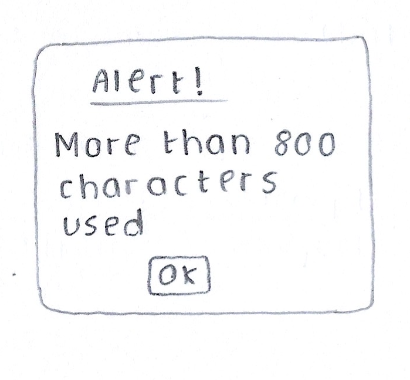 Alert!
More than 800
characters
used
OK